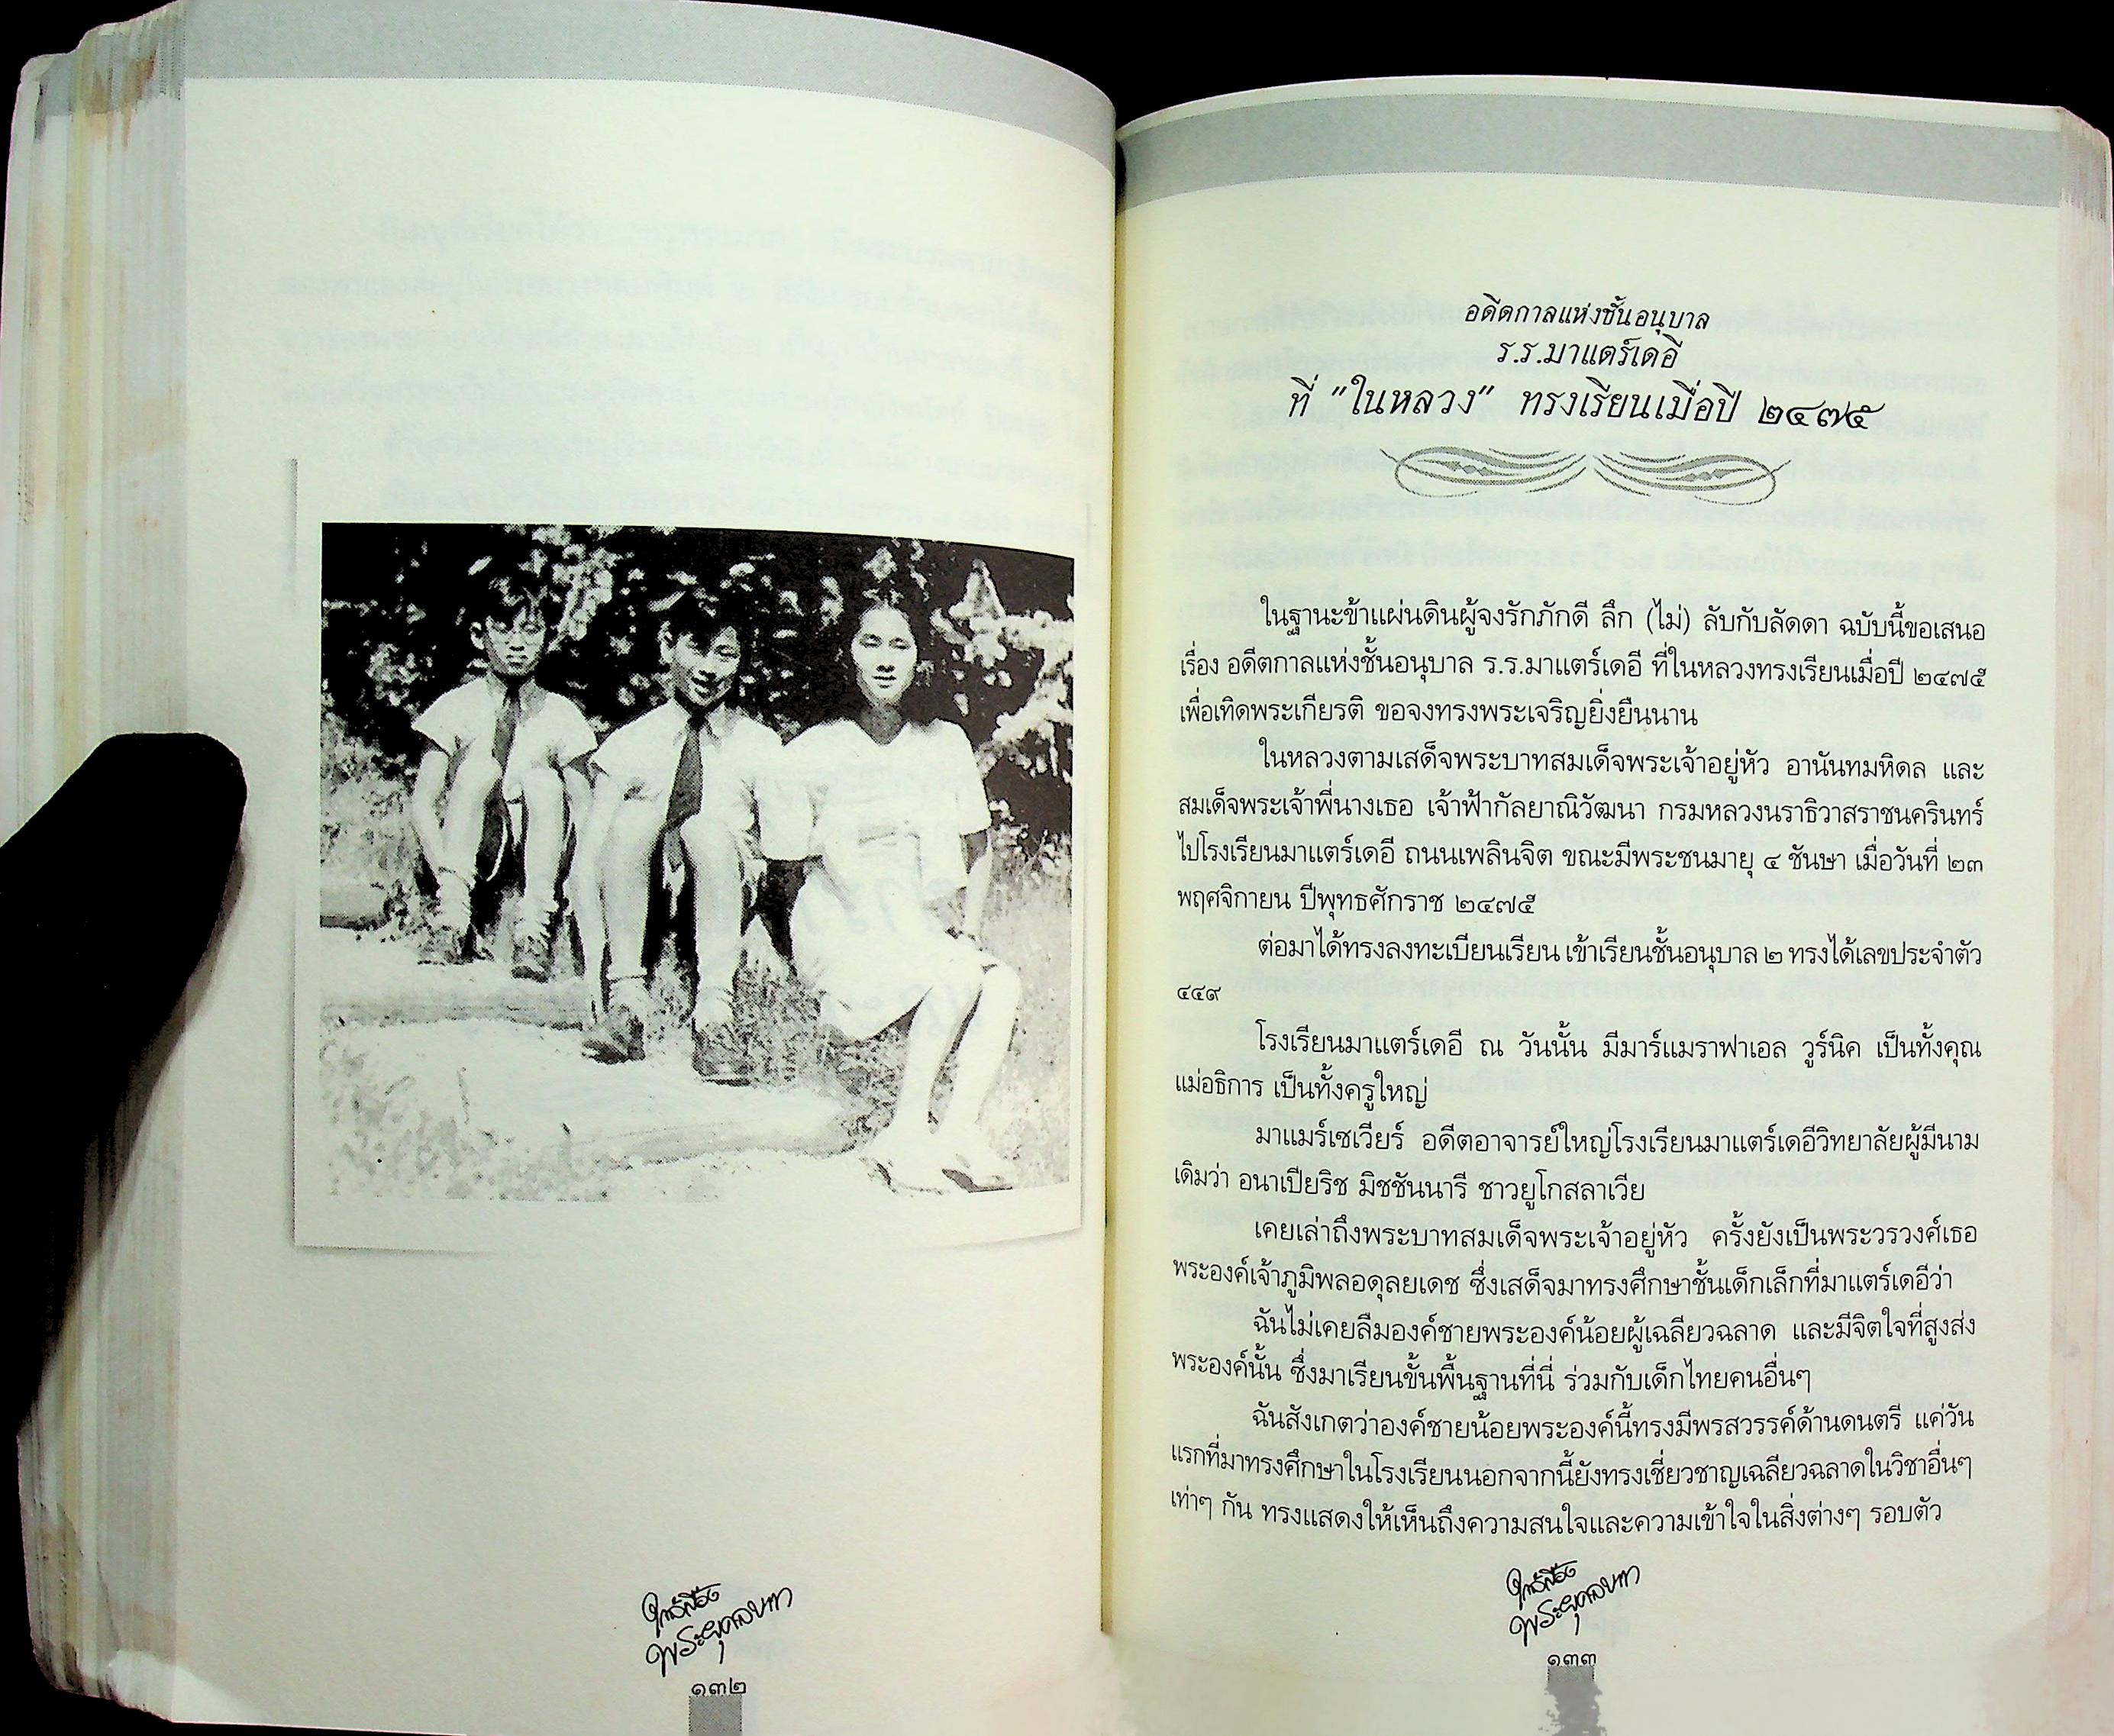 ๑๓๒
อดีตกาลแห่งชั้นอนุบาล
ร.ร.มาแตร์เดอี
ที่ "ในหลวง" ทรงเรียนเมื่อปี ๒๔๗๕
ในฐานะข้าแผ่นดินผู้จงรักภักดี ลึก (ไม่) ลับกับลัดดา ฉบับนี้ขอเสนอ
เรื่อง อดีตกาลแห่งชั้นอนุบาล ร.ร.มาแตร์เดอี ที่ในหลวงทรงเรียนเมื่อปี ๒๔๗๕
เพื่อเทิดพระเกียรติ ขอจงทรงพระเจริญยิ่งยืนนาน
ในหลวงตามเสด็จพระบาทสมเด็จพระเจ้าอยู่หัว อานันทมหิดล และ
สมเด็จพระเจ้าพี่นางเธอ เจ้าฟ้ากัลยาณิวัฒนา กรมหลวงนราธิวาสราชนครินทร์
ไปโรงเรียนมาแตร์เดอี ถนนเพลินจิต ขณะมีพระชนมายุ ๔ ชันษา เมื่อวันที่ ๒๓
พฤศจิกายน ปีพุทธศักราช ๒๔๗๕
ต่อมาได้ทรงลงทะเบียนเรียน เข้าเรียนชั้นอนุบาล ๒ ทรงได้เลขประจำตัว
๔๔๙
โรงเรียนมาแตร์เดอี ณ วันนั้น มีมาร์แมราฟาเอล วูร์นิค เป็นทั้งคุณ
แม่อธิการ เป็นทั้งครูใหญ่
มาแมร์เซเวียร์ อดีตอาจารย์ใหญ่โรงเรียนมาแตร์เดอีวิทยาลัยผู้มีนาม
เดิมว่า อนาเปียริช มิชชันนารี ชาวยูโกสลาเวีย
เคยเล่าถึงพระบาทสมเด็จพระเจ้าอยู่หัว ครั้งยังเป็นพระวรวงศ์เธอ
พระองค์เจ้าภูมิพลอดุลยเดช ซึ่งเสด็จมาทรงศึกษาชั้นเด็กเล็กที่มาแตร์เดอีว่า
ฉันไม่เคยลืมองค์ชายพระองค์น้อยผู้เฉลียวฉลาด และมีจิตใจที่สูงส่ง
พระองค์นั้น ซึ่งมาเรียนขั้นพื้นฐานที่นี่ ร่วมกับเด็กไทยคนอื่นๆ
ฉันสังเกตว่าองค์ชายน้อยพระองค์นี้ทรงมีพรสวรรค์ด้านดนตรี แค่วัน
แรกที่มาทรงศึกษาในโรงเรียนนอกจากนี้ยังทรงเชี่ยวชาญเฉลียวฉลาดในวิชาอื่นๆ
เท่าๆ กัน ทรงแสดงให้เห็นถึงความสนใจและความเข้าใจในสิ่งต่างๆ รอบตัว
๑๓๓